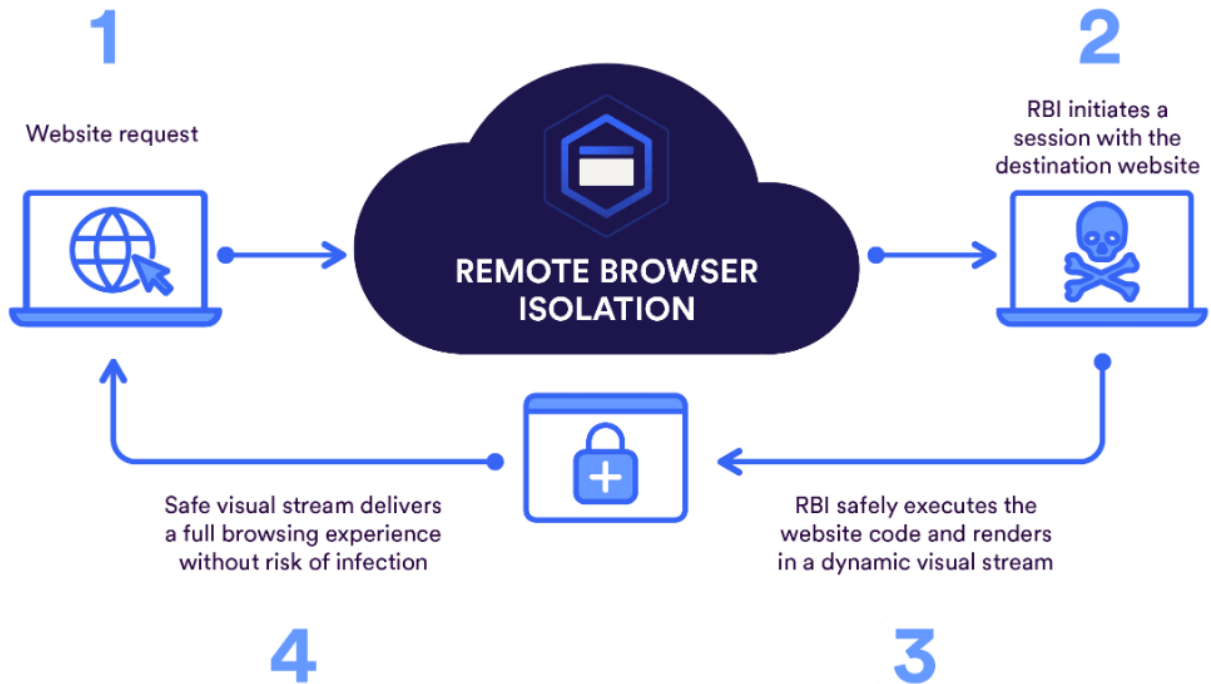 1
Website request
REMOTE BROWSER
ISOLATION
2
RBI initiates a
session with the
destination website
RBI safely executes the
website code and renders
in a dynamic visual stream
3
Safe visual stream delivers
a full browsing experience
without risk of infection
4